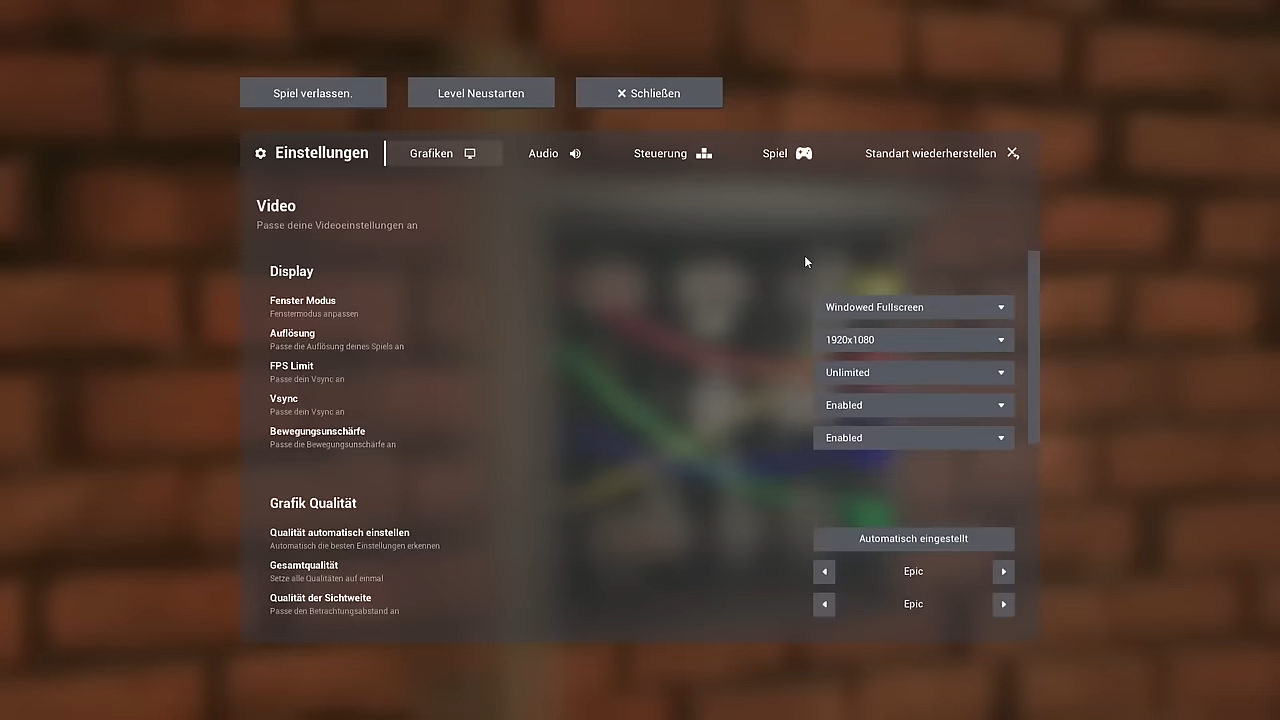 Spiel verlassen.
Level Neustarten
Schließen
Einstellungen
Grafiken
Audio
Steuerung
Spiel
Standart wiederherstellen
Video
Passe deine Videoeinstellungen an
Display
Fenster Modus
Windowed Fullscreen
Fenstermodus anpassen
Auflösung
1920x1080
Passe die Auflösung deines Spiels an
FPS Limit
Unlimited
Passe dein Vsync an
Vsync
Enabled
Passe dein Vsync an
Bewegungsunschärfe
Enabled
Passe die Bewegungsunschärfe an
Grafik Qualität
Qualität automatisch einstellen
Automatisch eingestellt
Automatisch die besten Einstellungen erkennen
Gesamtqualität
Epic
Setze alle Qualitäten auf einmal
Qualität der Sichtweite
Epic
Passe den Betrachtungsabstand an